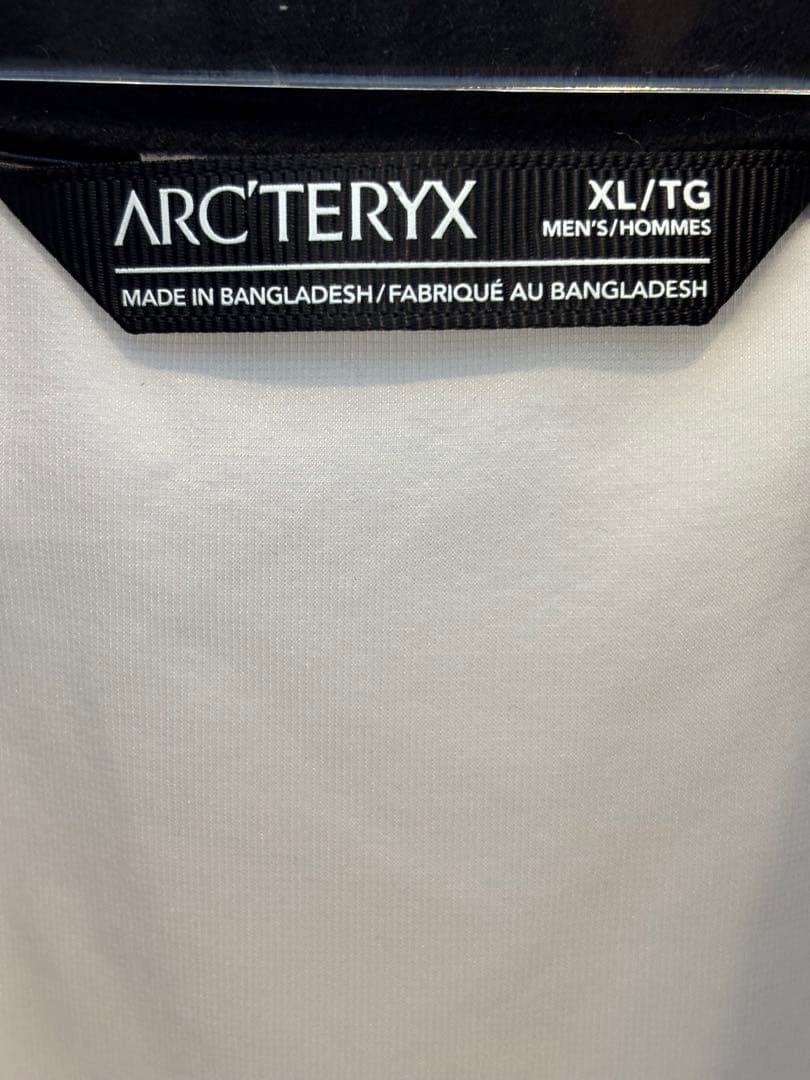 ARC'TERYX
XL/TG
MEN'S/HOMMES
MADE IN BANGLADESH/FABRIQUÉ AU BANGLADESH